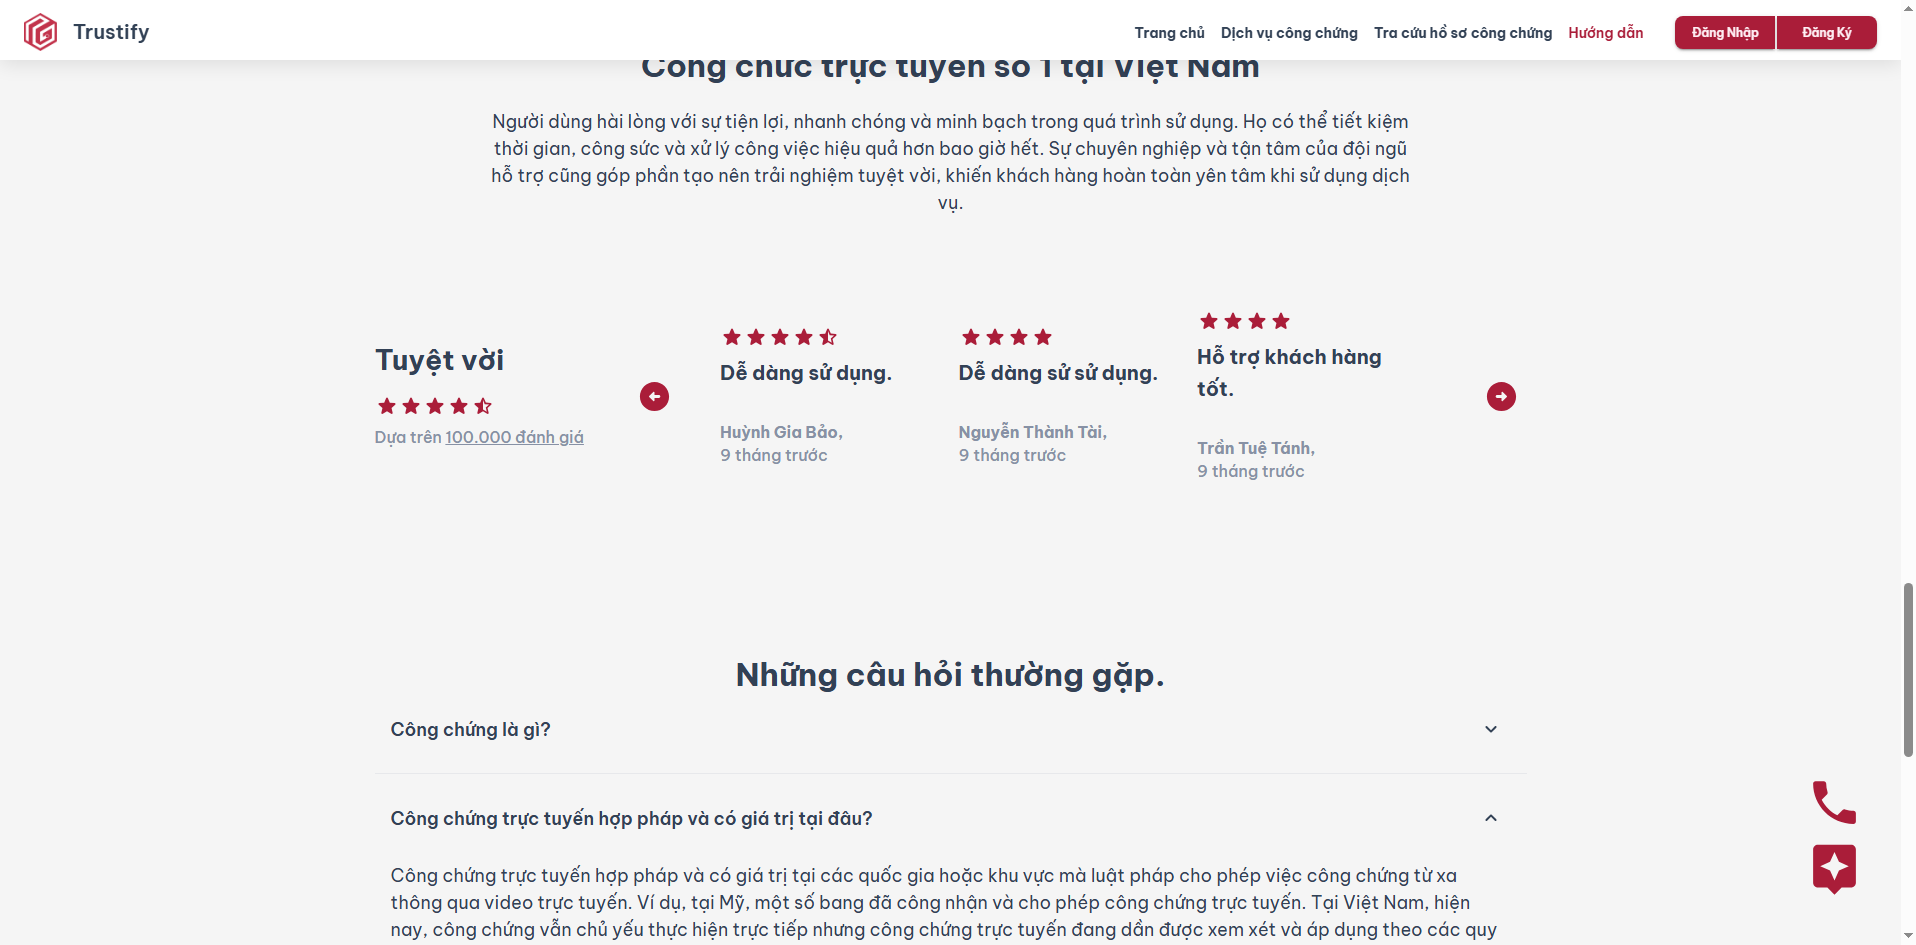 Trustify
Trang chủ
Dịch vụ công chứng
Tra cứu hồ sơ công chứng
Hướng dẫn
Đăng Nhập
Đăng Ký
Công chức trực tuyến số 1 tại Việt Nam
Người dùng hài lòng với sự tiện lợi, nhanh chóng và minh bạch trong quá trình sử dụng. Họ có thể tiết kiệm
thời gian, công sức và xử lý công việc hiệu quả hơn bao giờ hết. Sự chuyên nghiệp và tận tâm của đội ngũ
hỗ trợ cũng góp phần tạo nên trải nghiệm tuyệt vời, khiến khách hàng hoàn toàn yên tâm khi sử dụng dịch
vụ.
Tuyệt vời
Dựa trên 100.000 đánh giá
Dễ dàng sử dụng.
Huỳnh Gia Bảo,
9 tháng trước
Dễ dàng sử sử dụng.
Nguyễn Thành Tài,
9 tháng trước
Hỗ trợ khách hàng
tốt.
Trần Tuệ Tánh,
9 tháng trước
Những câu hỏi thường gặp.
Công chứng là gì?
Công chứng trực tuyến hợp pháp và có giá trị tại đâu?
Công chứng trực tuyến hợp pháp và có giá trị tại các quốc gia hoặc khu vực mà luật pháp cho phép việc công chứng từ xa
thông qua video trực tuyến. Ví dụ, tại Mỹ, một số bang đã công nhận và cho phép công chứng trực tuyến. Tại Việt Nam, hiện
nay, công chứng vẫn chủ yếu thực hiện trực tiếp nhưng công chứng trực tuyến đang dần được xem xét và áp dụng theo các quy